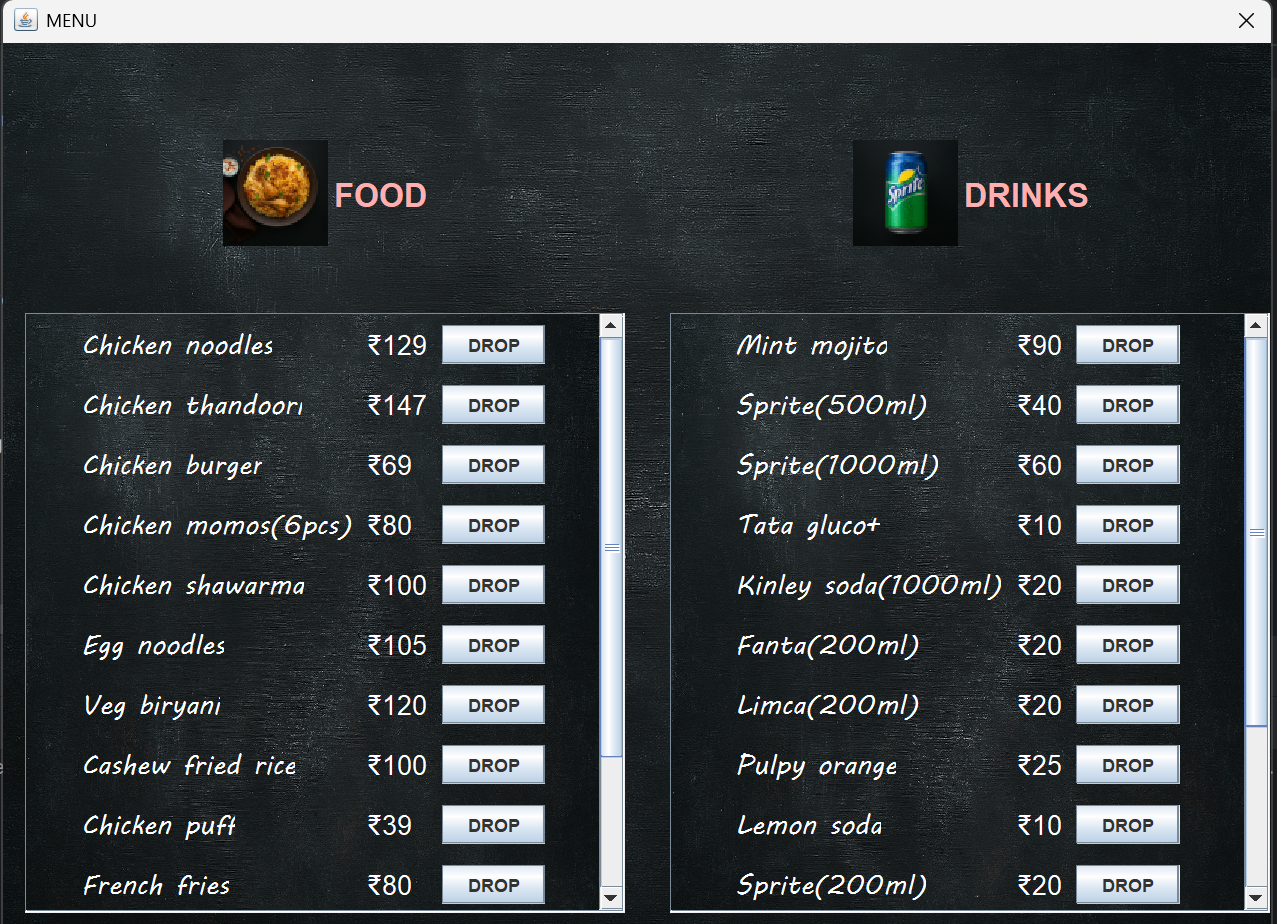 MENU
FOOD
Sprite
DRINKS
Chicken noodles ₹129 DROP
Chicken thandoori ₹147 DROP
Chicken burger ₹69 DROP
Chicken momos(6pcs) ₹80 DROP
Chicken shawarma ₹100 DROP
Egg noodles ₹105 DROP
Veg biryani ₹120 DROP
Cashew fried rice ₹100 DROP
Chicken puff ₹39 DROP
French fries ₹80 DROP
Mint mojito ₹90 DROP
Sprite(500ml) ₹40 DROP
Sprite(1000ml) ₹60 DROP
Tata gluco+ ₹10 DROP
Kinley soda(1000ml) ₹20 DROP
Fanta(200ml) ₹20 DROP
Limca(200ml) ₹20 DROP
Pulpy orange ₹25 DROP
Lemon soda ₹10 DROP
Sprite(200ml) ₹20 DROP